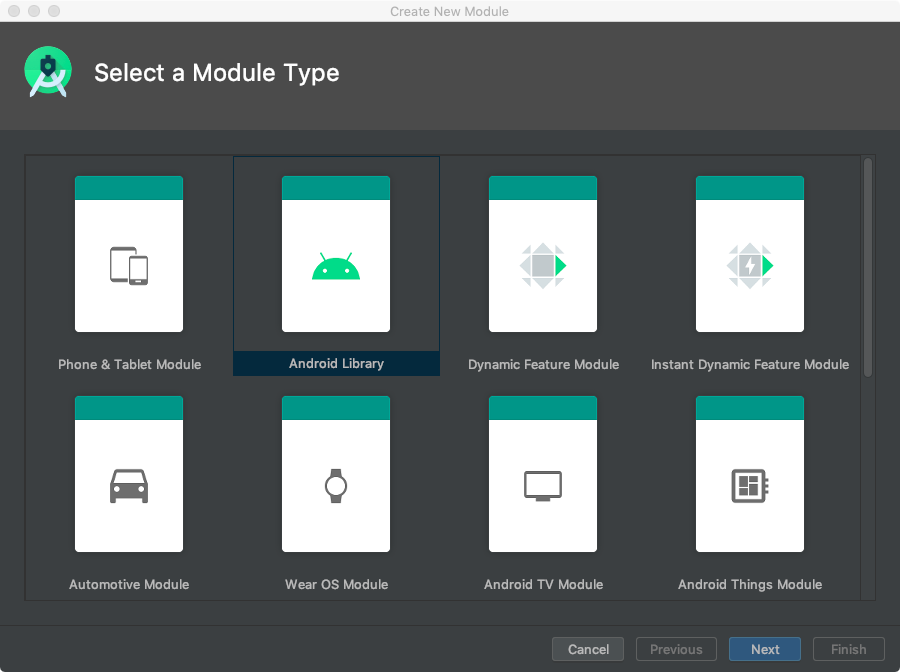 Create New Module
Select a Module Type
Phone & Tablet Module
Android Library
Dynamic Feature Module
Instant Dynamic Feature Module
Automotive Module
Wear OS Module
Android TV Module
Android Things Module
Cancel
Previous
Next
Finish